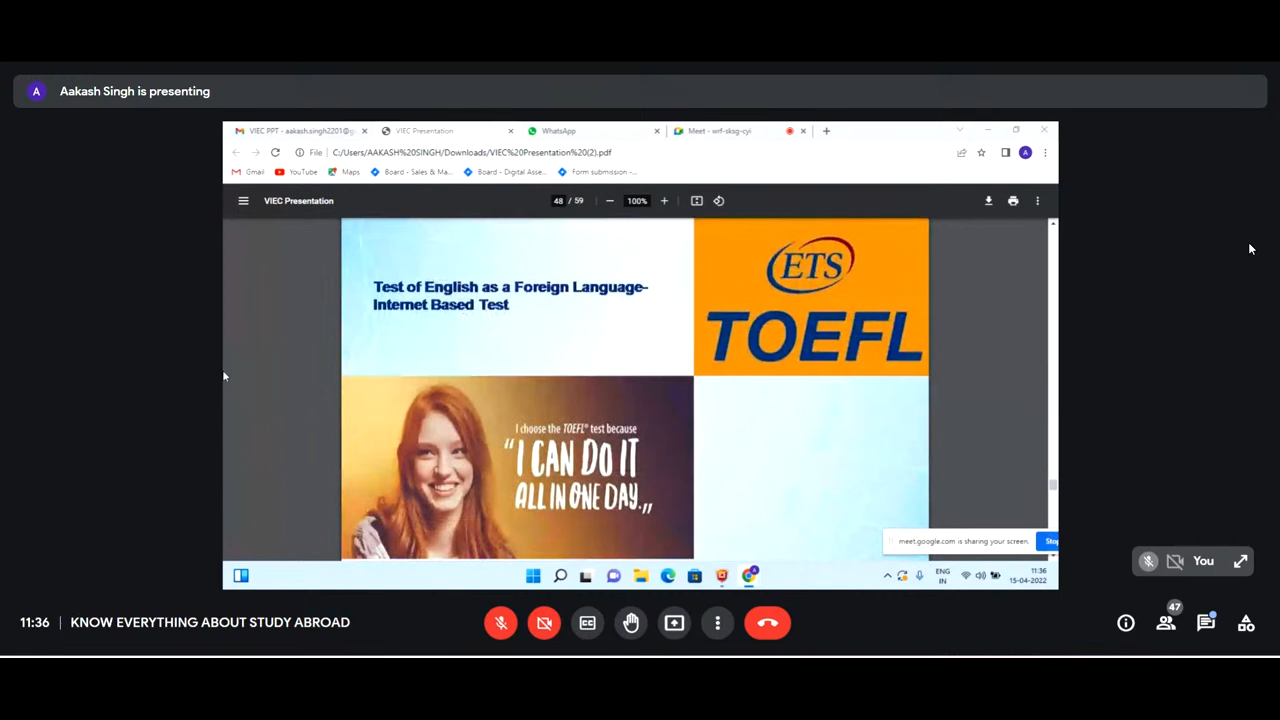 A Aakash Singh is presenting
VIEC PPT - aakash.singh2201@g
VIEC Presentation
WhatsApp
Meet - wrf-sksg-cyi
File C:/Users/AAKASH%20SINGH/Downloads/VIEC%20Presentation%20(2).pdf
A
Gmail YouTube Maps Board - Sales & Ma... Board - Digital Asse... Form submission -...
VIEC Presentation 48 / 59 100%
Test of English as a Foreign Language-
Internet Based Test
ETS
TOEFL
I choose the TOEFL® test because
“I CAN DO IT
ALL IN ONE DAY.„
meet.google.com is sharing your screen. Stop
You
ENG
IN
11:36
15-04-2022
11:36 | KNOW EVERYTHING ABOUT STUDY ABROAD
47